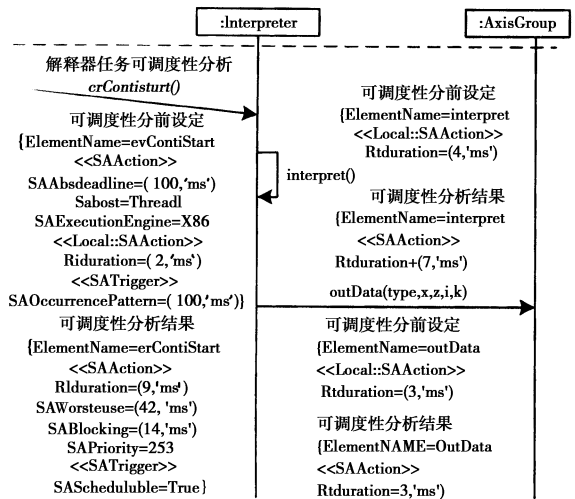 :Interpreter
:AxisGroup
解释器任务可调度性分析
crContisturt()
可调度性分前设定
{ElementName=evContiStart
<<SAAction>>
SAAbsdeadline=( 100,'ms')
Sabost=Threadl
SAExecutionEngine=X86
<<Local::SAAction>>
Riduration=( 2,'ms')
<<SATrigger>>
SAOccurrencePattern=( 100,'ms')}
可调度性分析结果
{ElementName=erContiStart
<<SAAction>>
Rlduration=(9,'ms')
SAWorsteuse=(42, 'ms')
SABlocking=(14,'ms')
SAPriority=253
<<SATrigger>>
SAScheduluble=True}
interpret()
可调度性分前设定
{ElementName=interpret
<<Local::SAAction>>
Rtduration=(4,'ms')
可调度性分析结果
{ElementName=interpret
<<SAAction>>
Rtduration+(7,'ms')
outData(type,x,z,i,k)
可调度性分前设定
{ElementName=outData
<<Local::SAAction>>
Rtduration=(3,'ms')
可调度性分析结果
{ElementNAME=OutData
<<SAAction>>
Rtduration=3,'ms')